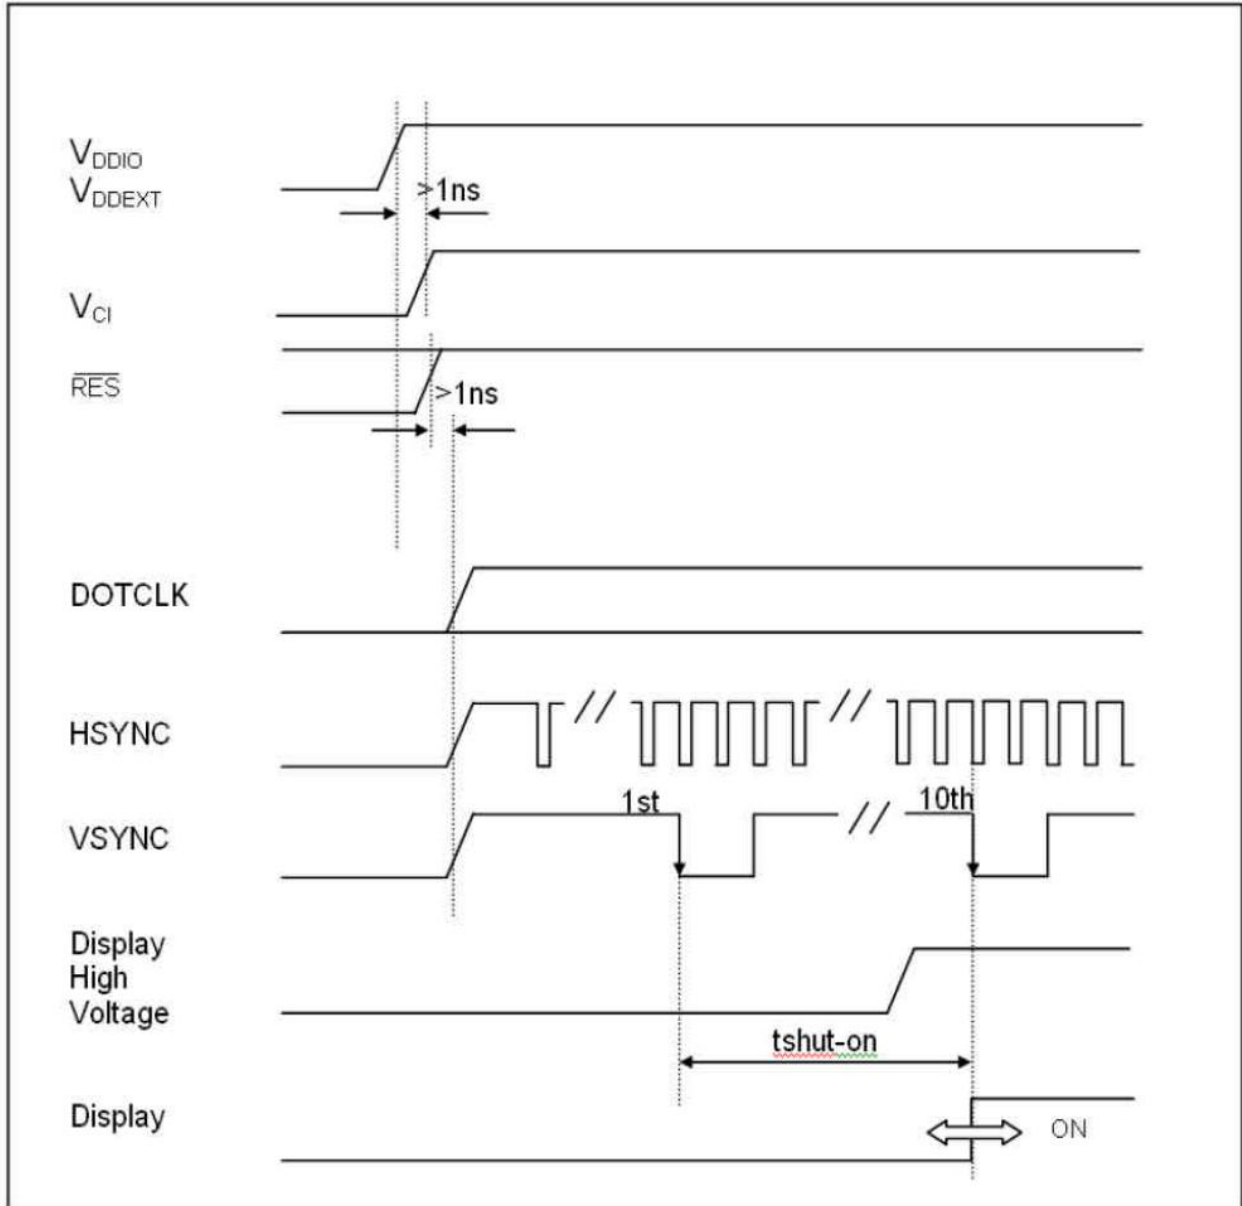 VDDIO
VDDEXT
>1ns
VCI
RES
>1ns
DOTCLK
HSYNC
1st
10th
VSYNC
Display
High
Voltage
tshut-on
Display
ON